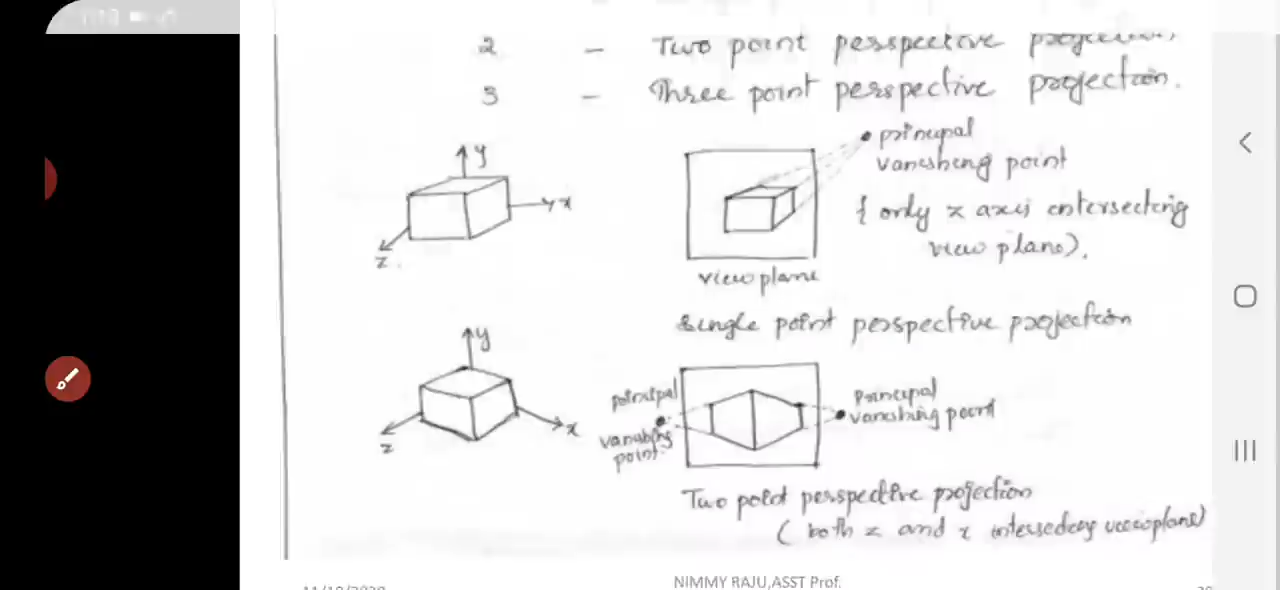 2 - Two point perspective projection
3 - Three point perspective projection.
y
x
z
principal
vanishing point
{ only z axis intersecting
view plane).
view plane
Single point perspective projection
y
x
z
principal
vanishing
point.
principal
vanishing point
Two point perspective projection
( both z and x intersecting viewplane)
NIMMY RAJU,ASST Prof.